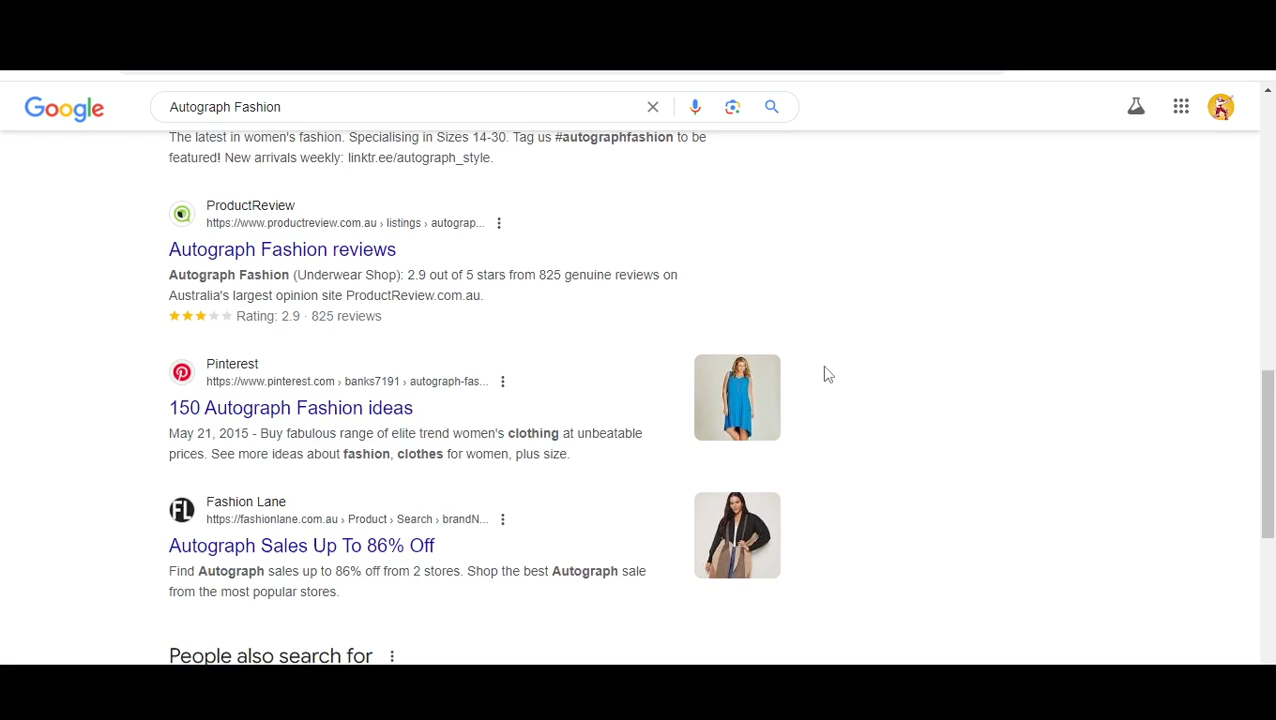 Google
Autograph Fashion
The latest in women's fashion. Specialising in Sizes 14-30. Tag us #autographfashion to be
featured! New arrivals weekly: linktr.ee/autograph_style.
ProductReview
https://www.productreview.com.au › listings › autograp...
Autograph Fashion reviews
Autograph Fashion (Underwear Shop): 2.9 out of 5 stars from 825 genuine reviews on
Australia's largest opinion site ProductReview.com.au.
Rating: 2.9 · 825 reviews
Pinterest
https://www.pinterest.com › banks7191 › autograph-fas...
150 Autograph Fashion ideas
May 21, 2015 - Buy fabulous range of elite trend women's clothing at unbeatable
prices. See more ideas about fashion, clothes for women, plus size.
FL
Fashion Lane
https://fashionlane.com.au › Product › Search › brandN...
Autograph Sales Up To 86% Off
Find Autograph sales up to 86% off from 2 stores. Shop the best Autograph sale
from the most popular stores.
People also search for